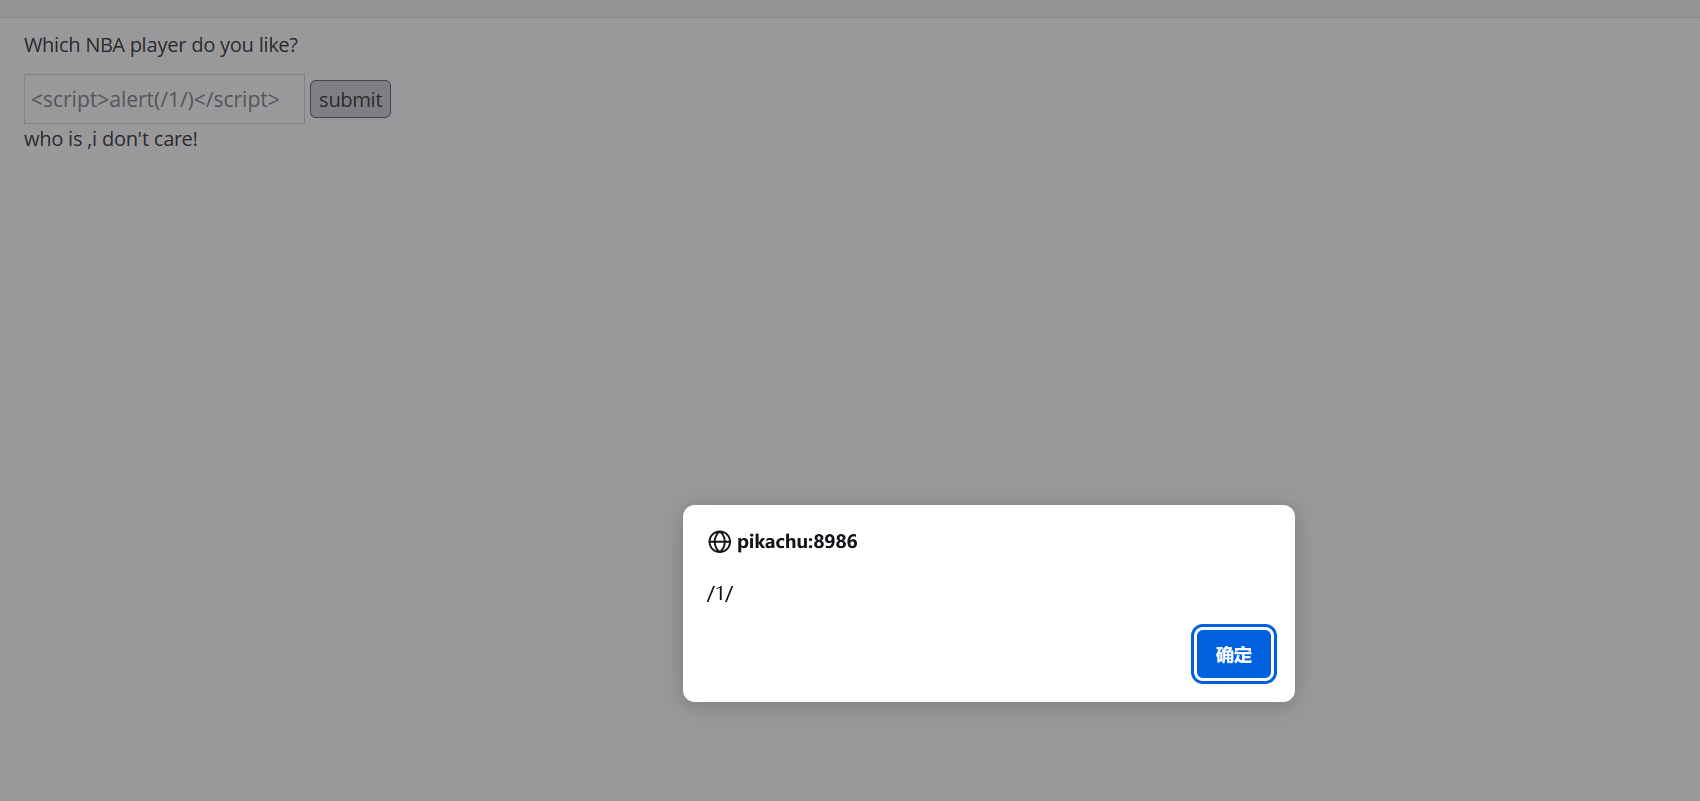 Which NBA player do you like?
<script>alert(/1/)</script>
submit
who is ,i don't care!
pikachu:8986
/1/
确定